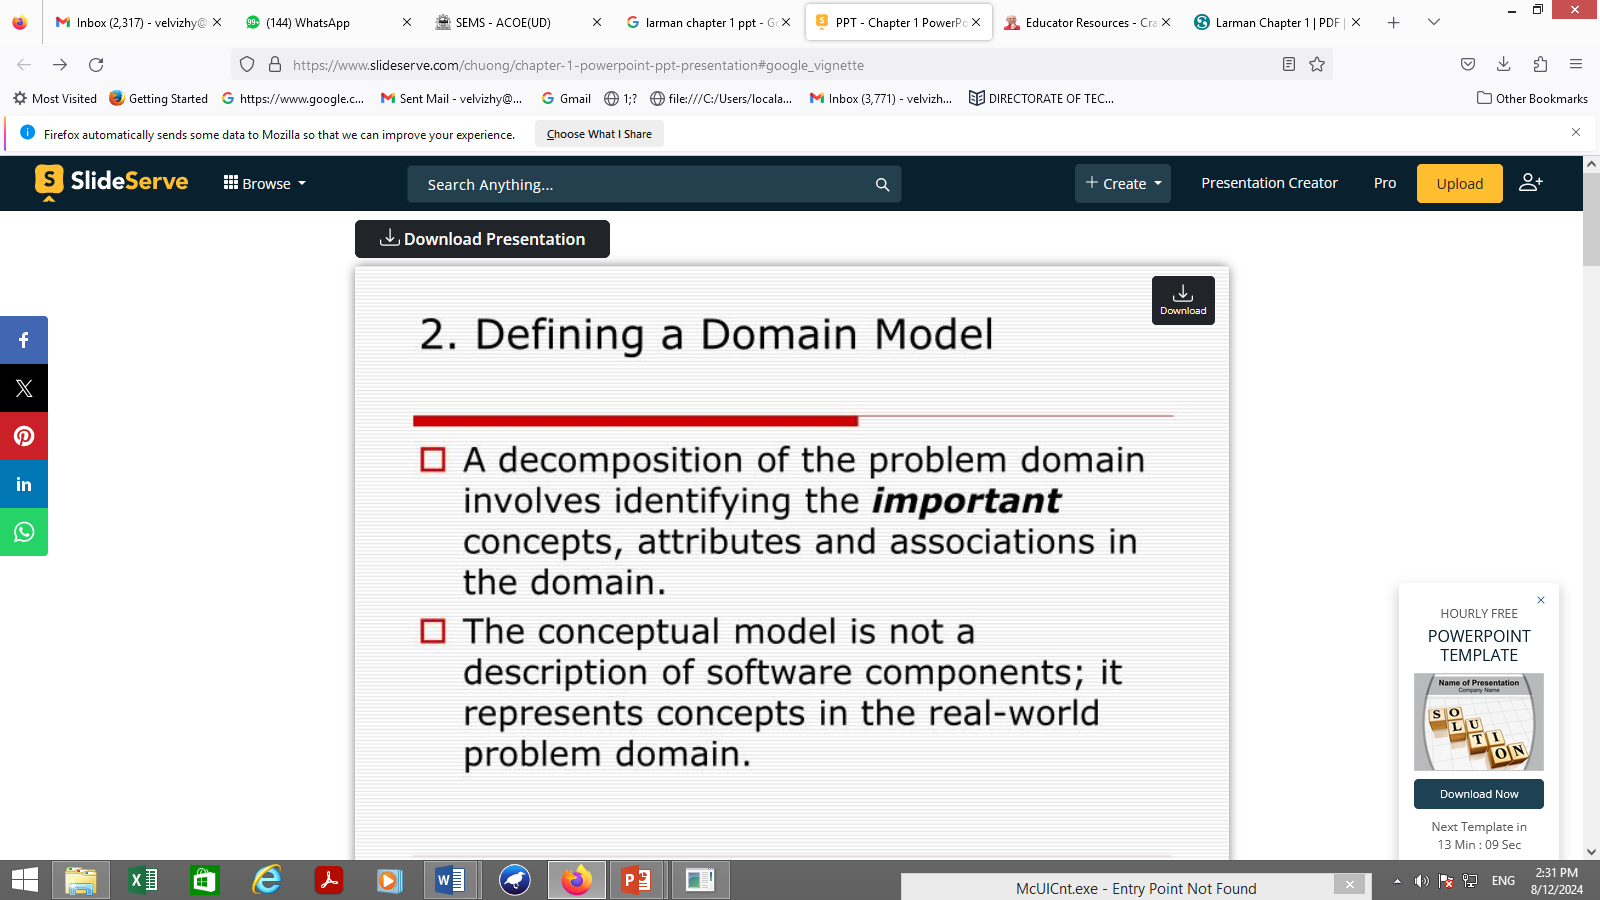 Inbox (2,317) - velvizhy@
(144) WhatsApp
SEMS - ACOE(UD)
larman chapter 1 ppt - Go
PPT - Chapter 1 PowerPo
Educator Resources - Cra
Larman Chapter 1 | PDF |
https://www.slideserve.com/chuong/chapter-1-powerpoint-ppt-presentation#google_vignette
Most Visited
Getting Started
https://www.google.c...
Sent Mail - velvizhy@...
Gmail
1;?
file:///C:/Users/locala...
Inbox (3,771) - velvizh...
DIRECTORATE OF TEC...
Other Bookmarks
Firefox automatically sends some data to Mozilla so that we can improve your experience.
Choose What I Share
S SlideServe
Browse
Search Anything...
+ Create
Presentation Creator
Pro
Upload
Download Presentation
Download
2. Defining a Domain Model
A decomposition of the problem domain
involves identifying the important
concepts, attributes and associations in
the domain.
The conceptual model is not a
description of software components; it
represents concepts in the real-world
problem domain.
HOURLY FREE
POWERPOINT
TEMPLATE
Name of Presentation
Company Name
SOLUTION
Download Now
Next Template in
13 Min : 09 Sec
McUICnt.exe - Entry Point Not Found
ENG
2:31 PM
8/12/2024